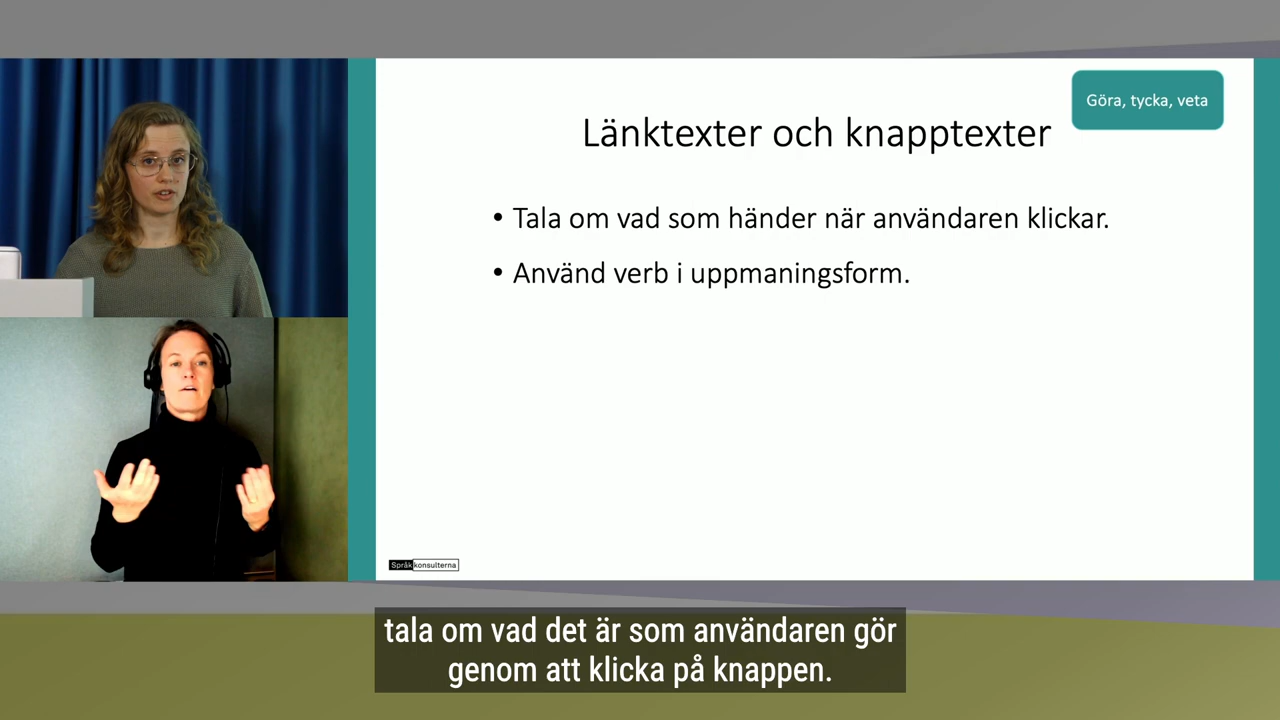 Göra, tycka, veta
Länktexter och knapptexter
• Tala om vad som händer när användaren klickar.
• Använd verb i uppmaningsform.
Språkkonsulterna
tala om vad det är som användaren gör
genom att klicka på knappen.